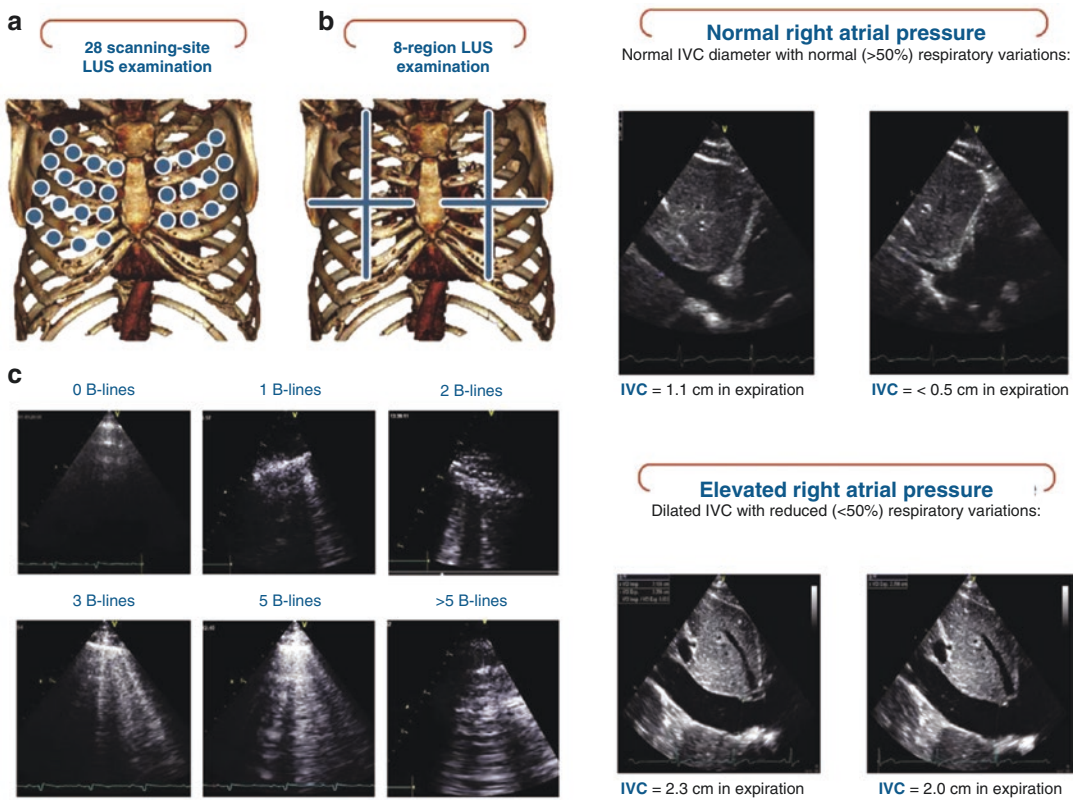 a
28 scanning-site
LUS examination
b
8-region LUS
examination
c
0 B-lines
1 B-lines
2 B-lines
3 B-lines
5 B-lines
>5 B-lines
Normal right atrial pressure
Normal IVC diameter with normal (>50%) respiratory variations:
IVC = 1.1 cm in expiration
IVC = < 0.5 cm in expiration
Elevated right atrial pressure
Dilated IVC with reduced (<50%) respiratory variations:
IVC = 2.3 cm in expiration
IVC = 2.0 cm in expiration